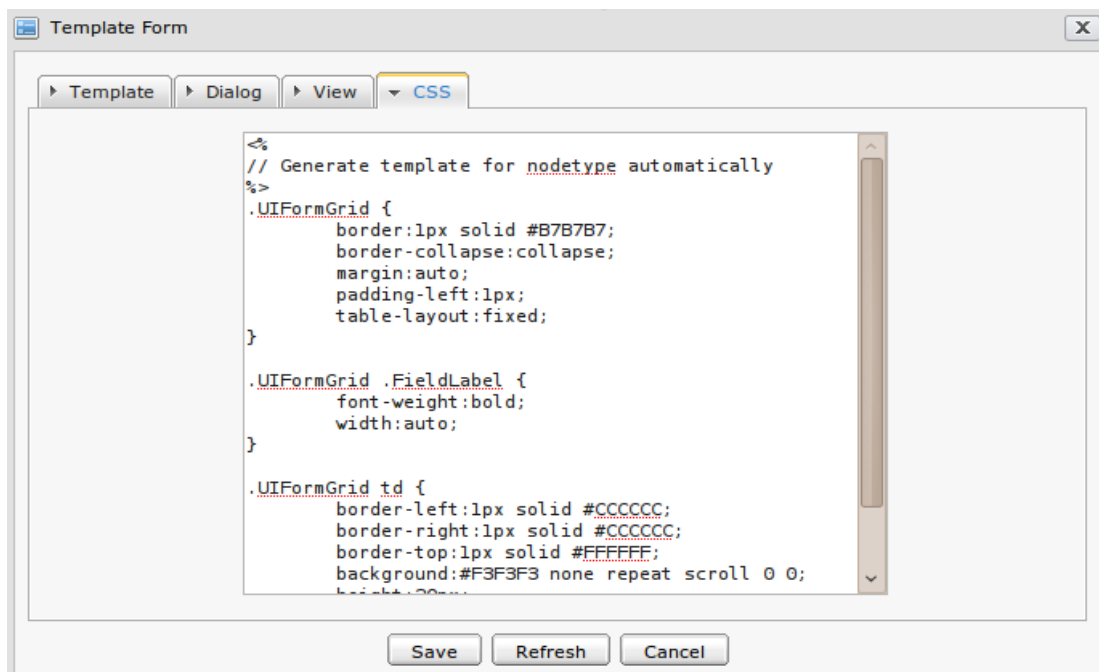 Template Form
X
Template
Dialog
View
CSS
<%
// Generate template for nodetype automatically
%>
.UIFormGrid {
border:1px solid #B7B7B7;
border-collapse:collapse;
margin:auto;
padding-left:1px;
table-layout:fixed;
}
.UIFormGrid .FieldLabel {
font-weight:bold;
width:auto;
}
.UIFormGrid td {
border-left:1px solid #CCCCCC;
border-right:1px solid #CCCCCC;
border-top:1px solid #FFFFFF;
background:#F3F3F3 none repeat scroll 0 0;
Save
Refresh
Cancel